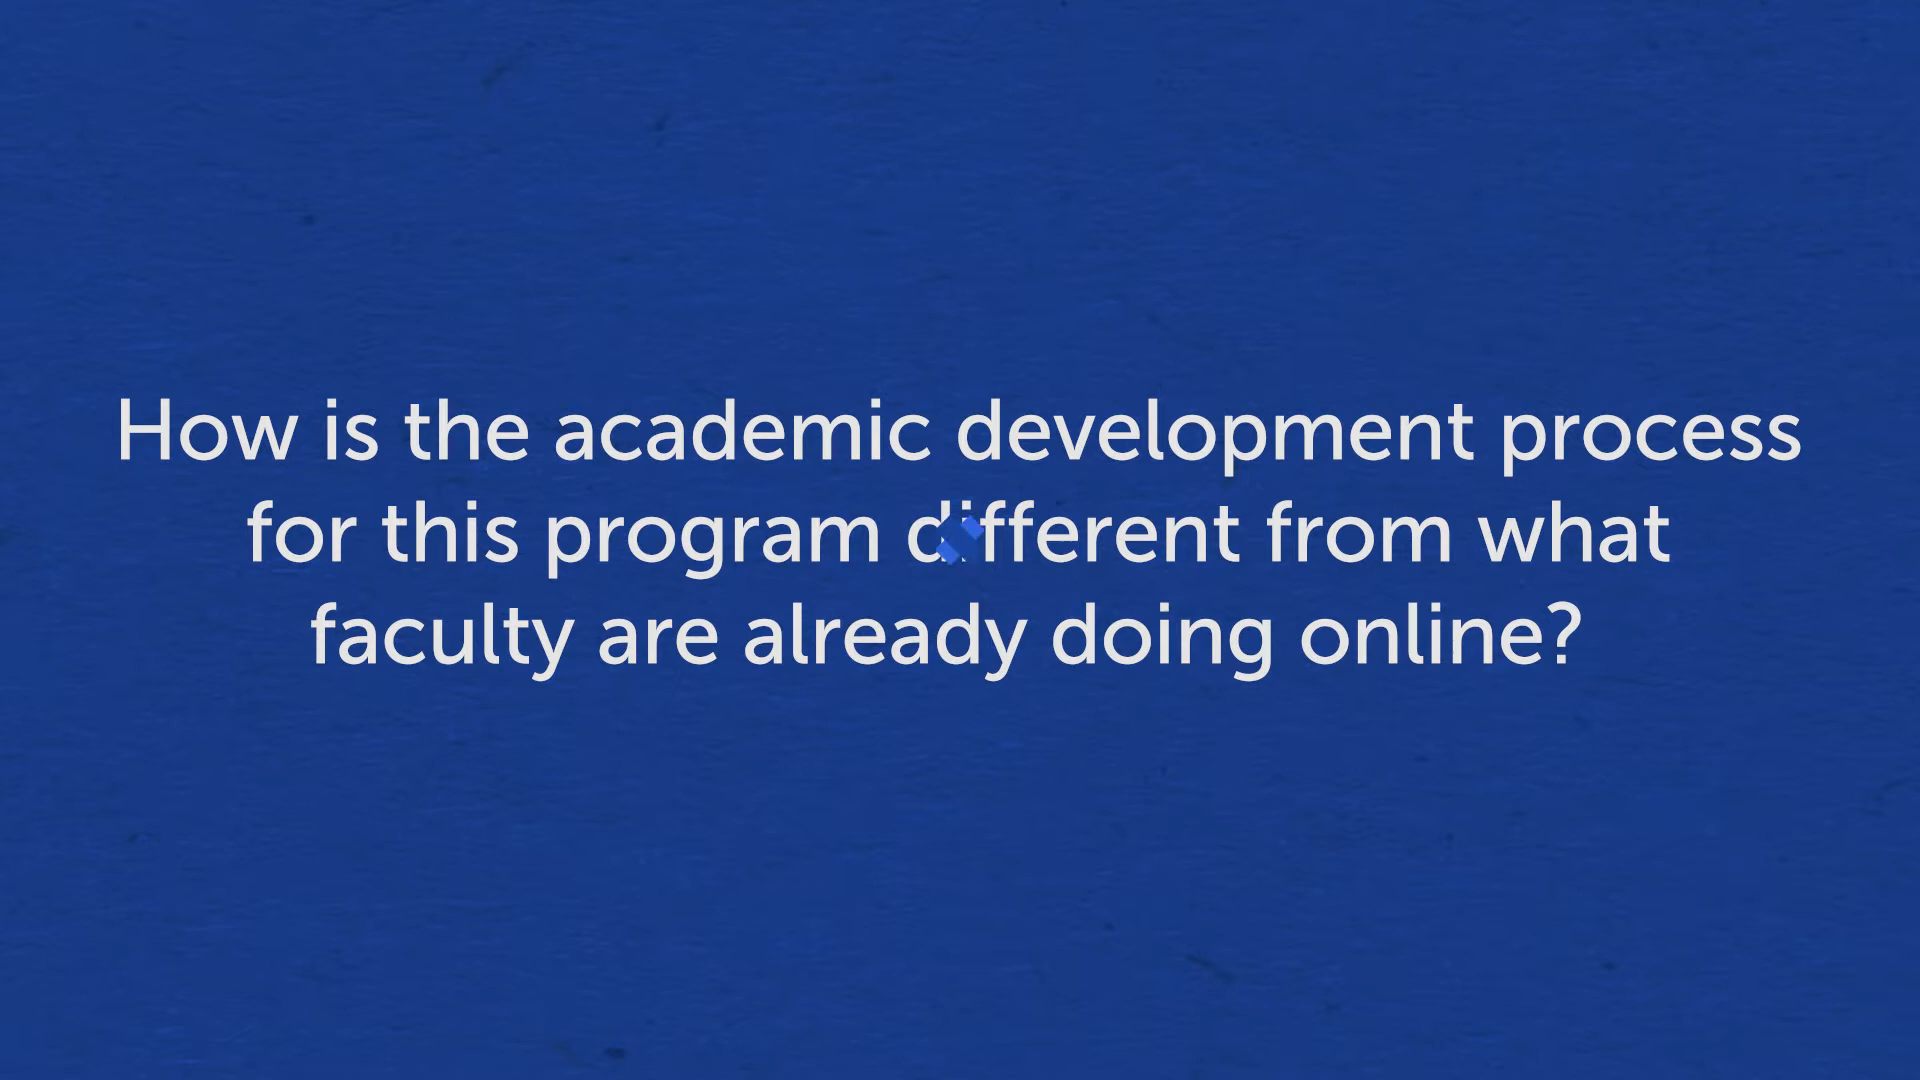 How is the academic development process
for this program different from what
faculty are already doing online?